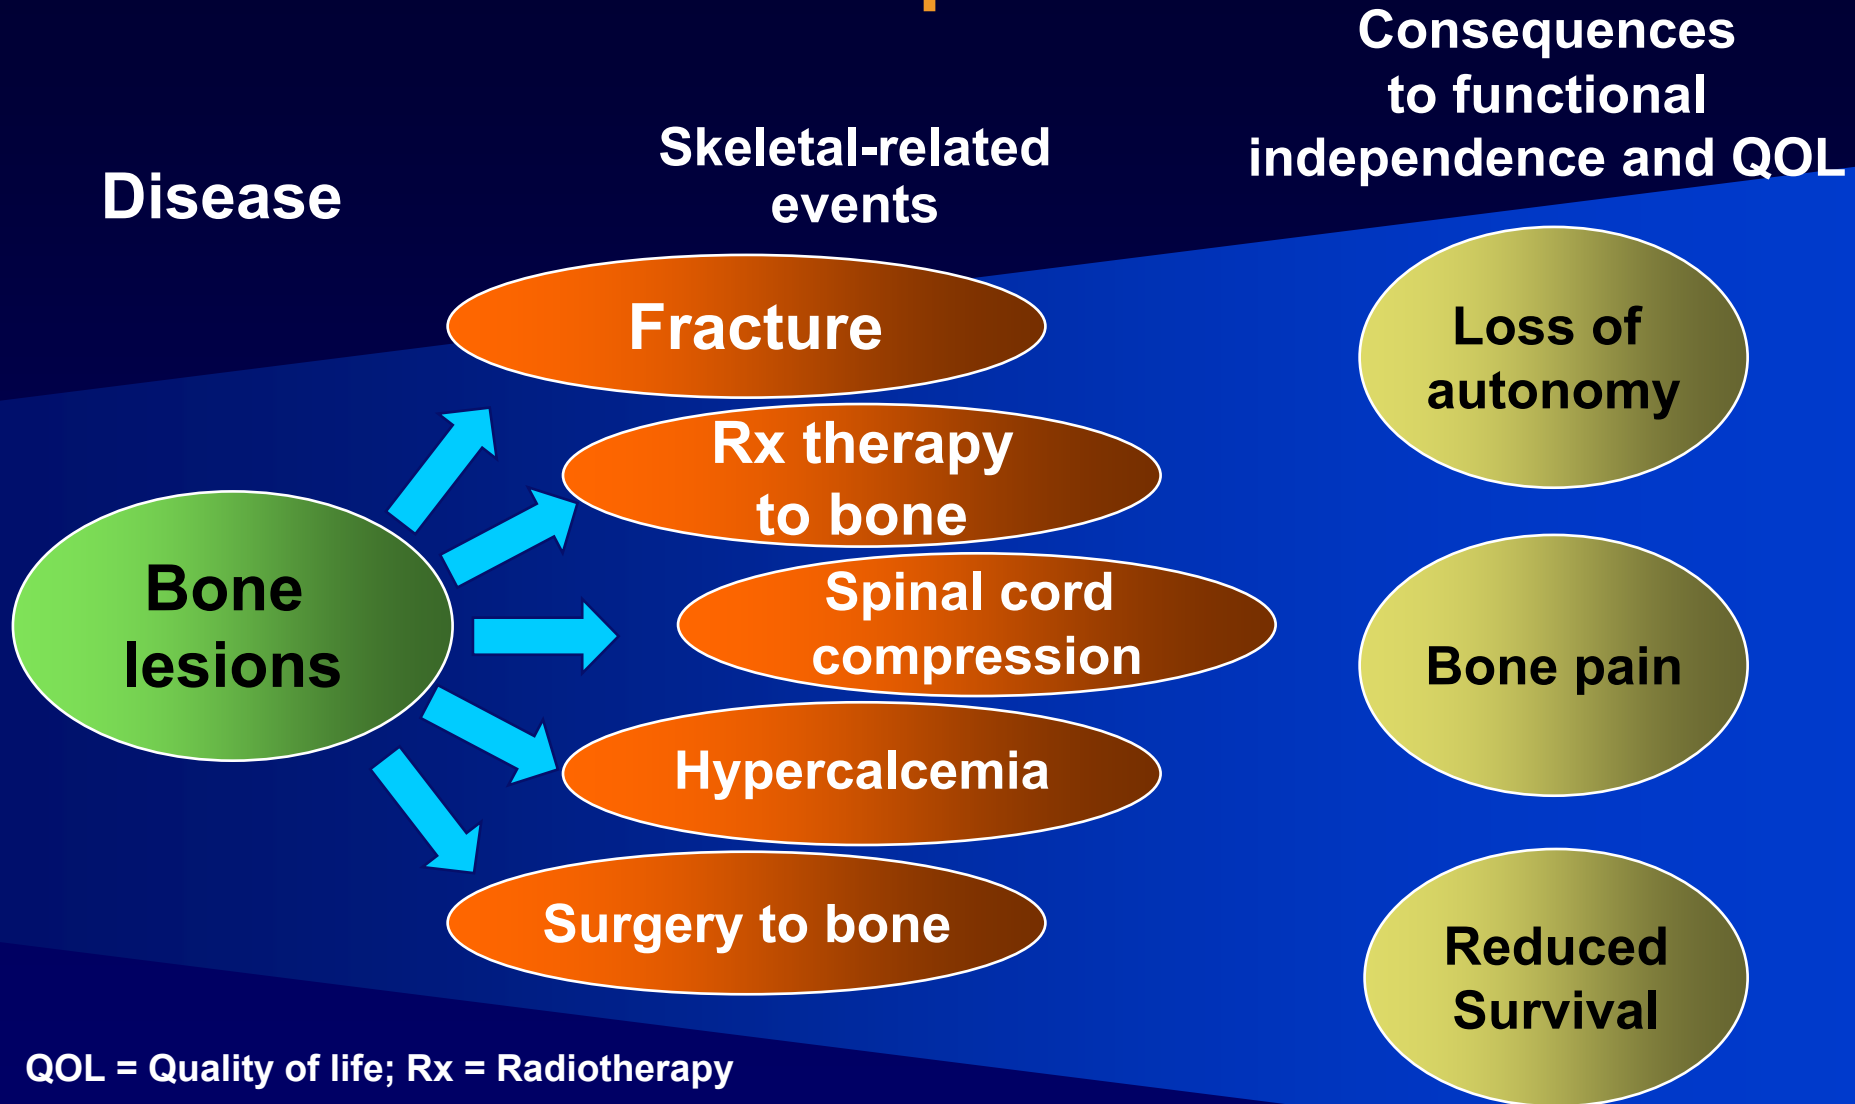 Consequences
to functional
independence and QOL
Skeletal-related
events
Disease
Fracture
Rx therapy
to bone
Spinal cord
compression
Hypercalcemia
Surgery to bone
Bone
lesions
Loss of
autonomy
Bone pain
Reduced
Survival
QOL = Quality of life; Rx = Radiotherapy